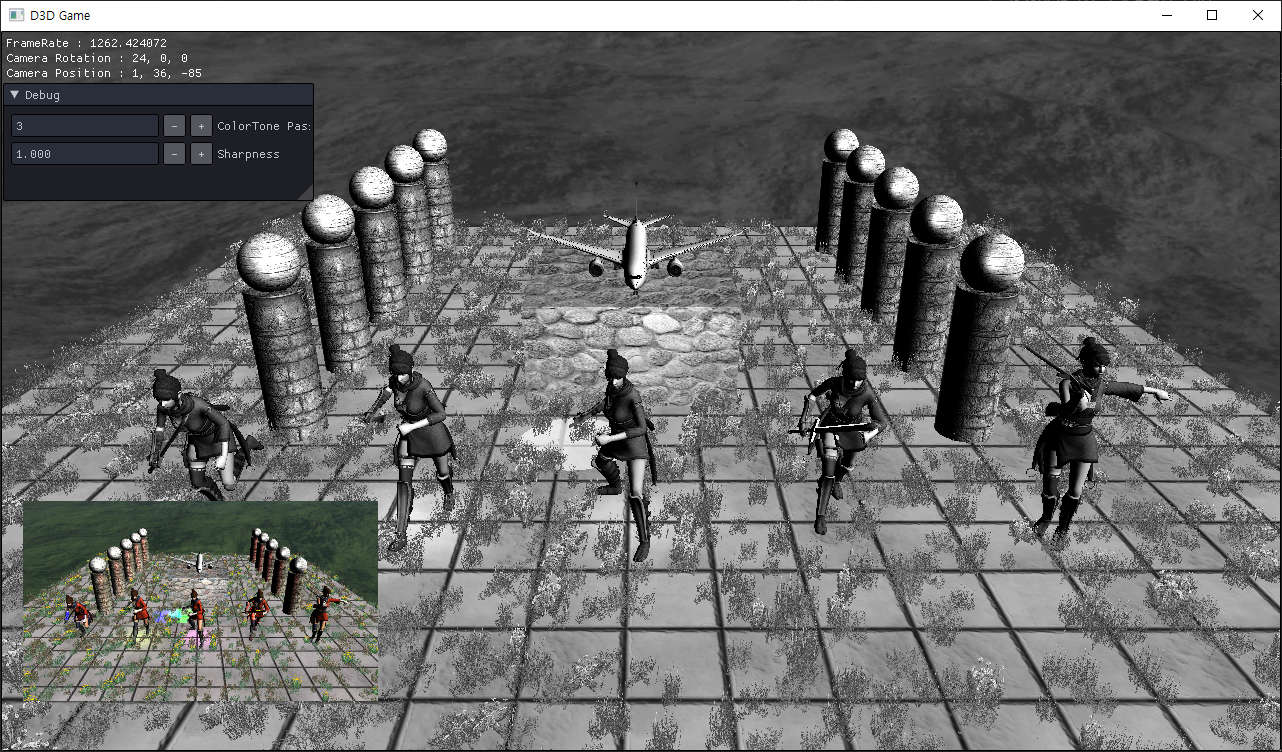 D3D Game
FrameRate : 1262.424072
Camera Rotation : 24, 0, 0
Camera Position : 1, 36, -85
Debug
3 - + ColorTone Pas
1.000 - + Sharpness